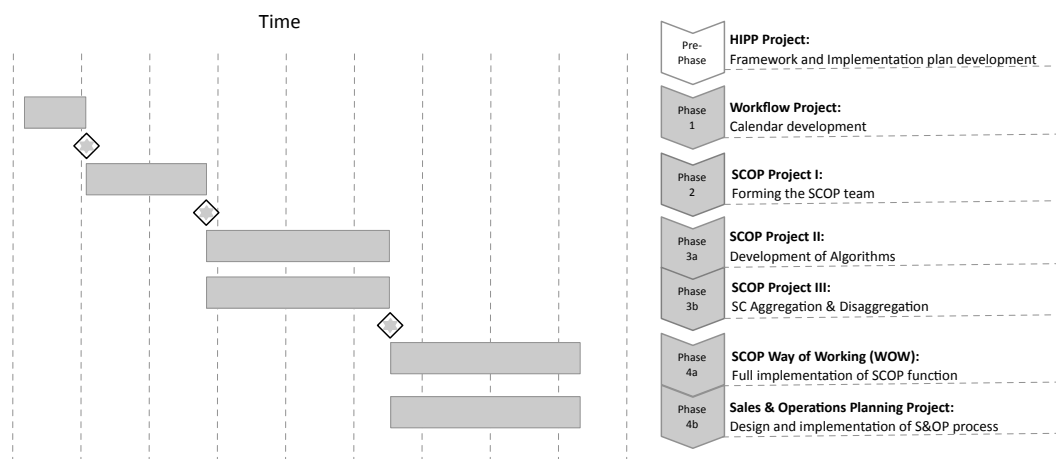 Time
Pre-
Phase
HIPP Project:
Framework and Implementation plan development
Phase
1
Workflow Project:
Calendar development
Phase
2
SCOP Project I:
Forming the SCOP team
Phase
3a
SCOP Project II:
Development of Algorithms
Phase
3b
SCOP Project III:
SC Aggregation & Disaggregation
Phase
4a
SCOP Way of Working (WOW):
Full implementation of SCOP function
Phase
4b
Sales & Operations Planning Project:
Design and implementation of S&OP process